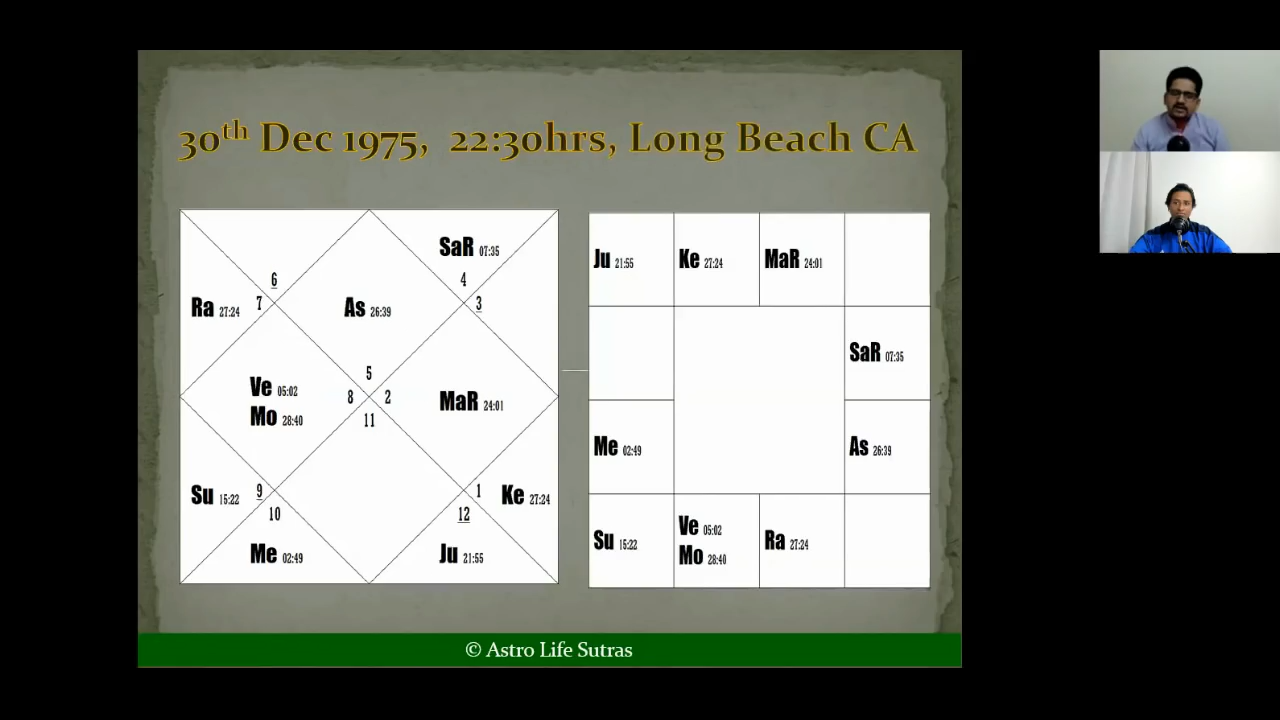 30th Dec 1975, 22:30hrs, Long Beach CA
SaR 07:35
6
4
Ra 27:24
7
As 26:39
3
5
Ve 05:02
8
2
MaR 24:01
Mo 28:40
11
Su 15:22
9
1
Ke 27:24
10
12
Me 02:49
Ju 21:55
Ju 21:55
Ke 27:24
MaR 24:01
SaR 07:35
Me 02:49
As 26:39
Su 15:22
Ve 05:02
Mo 28:40
Ra 27:24
© Astro Life Sutras